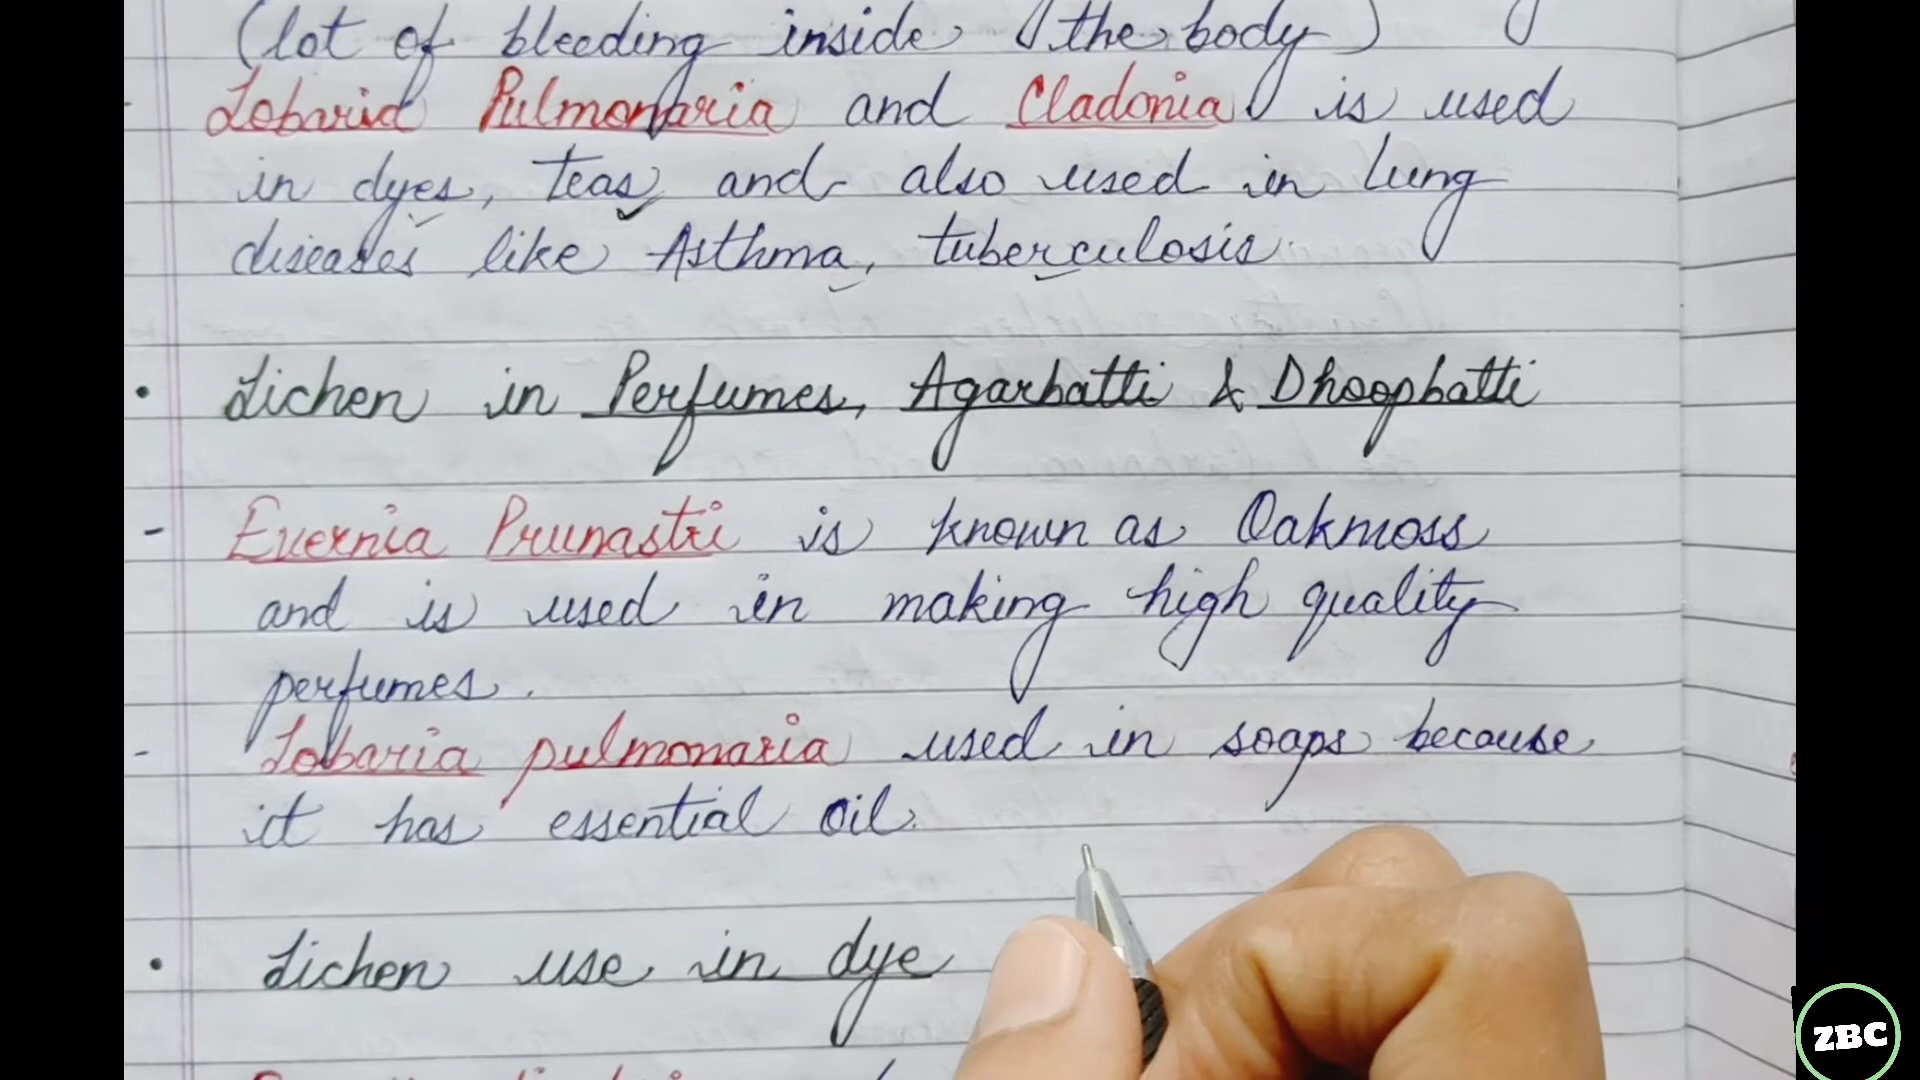 (lot of bleeding inside the body)
- Lobaria Pulmonaria and Cladonia is used
in dyes, teas and also used in lung
diseases like Asthma, tuberculosis.
• Lichen in Perfumes, Agarbatti & Dhoopbatti
- Evernia Prunastri is known as Oakmoss
and is used in making high quality
perfumes.
- Lobaria pulmonaria used in soaps because
it has essential oil.
• Lichen use in dye
ZBC